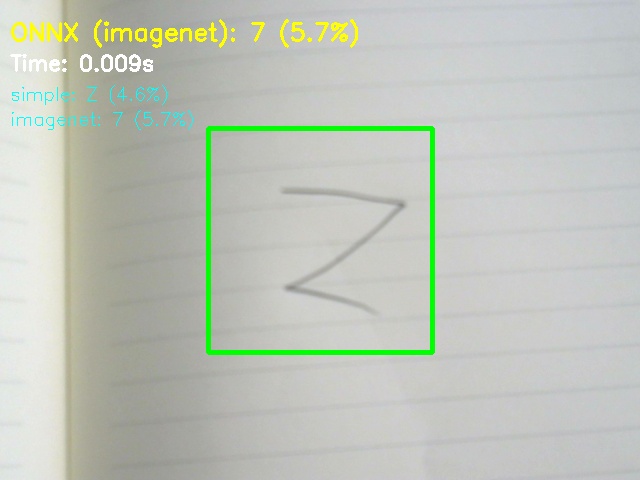 ONNX (imagenet): 7 (5.7%)
Time: 0.009s
simple: Z (4.6%)
imagenet: 7 (5.7%)
Z